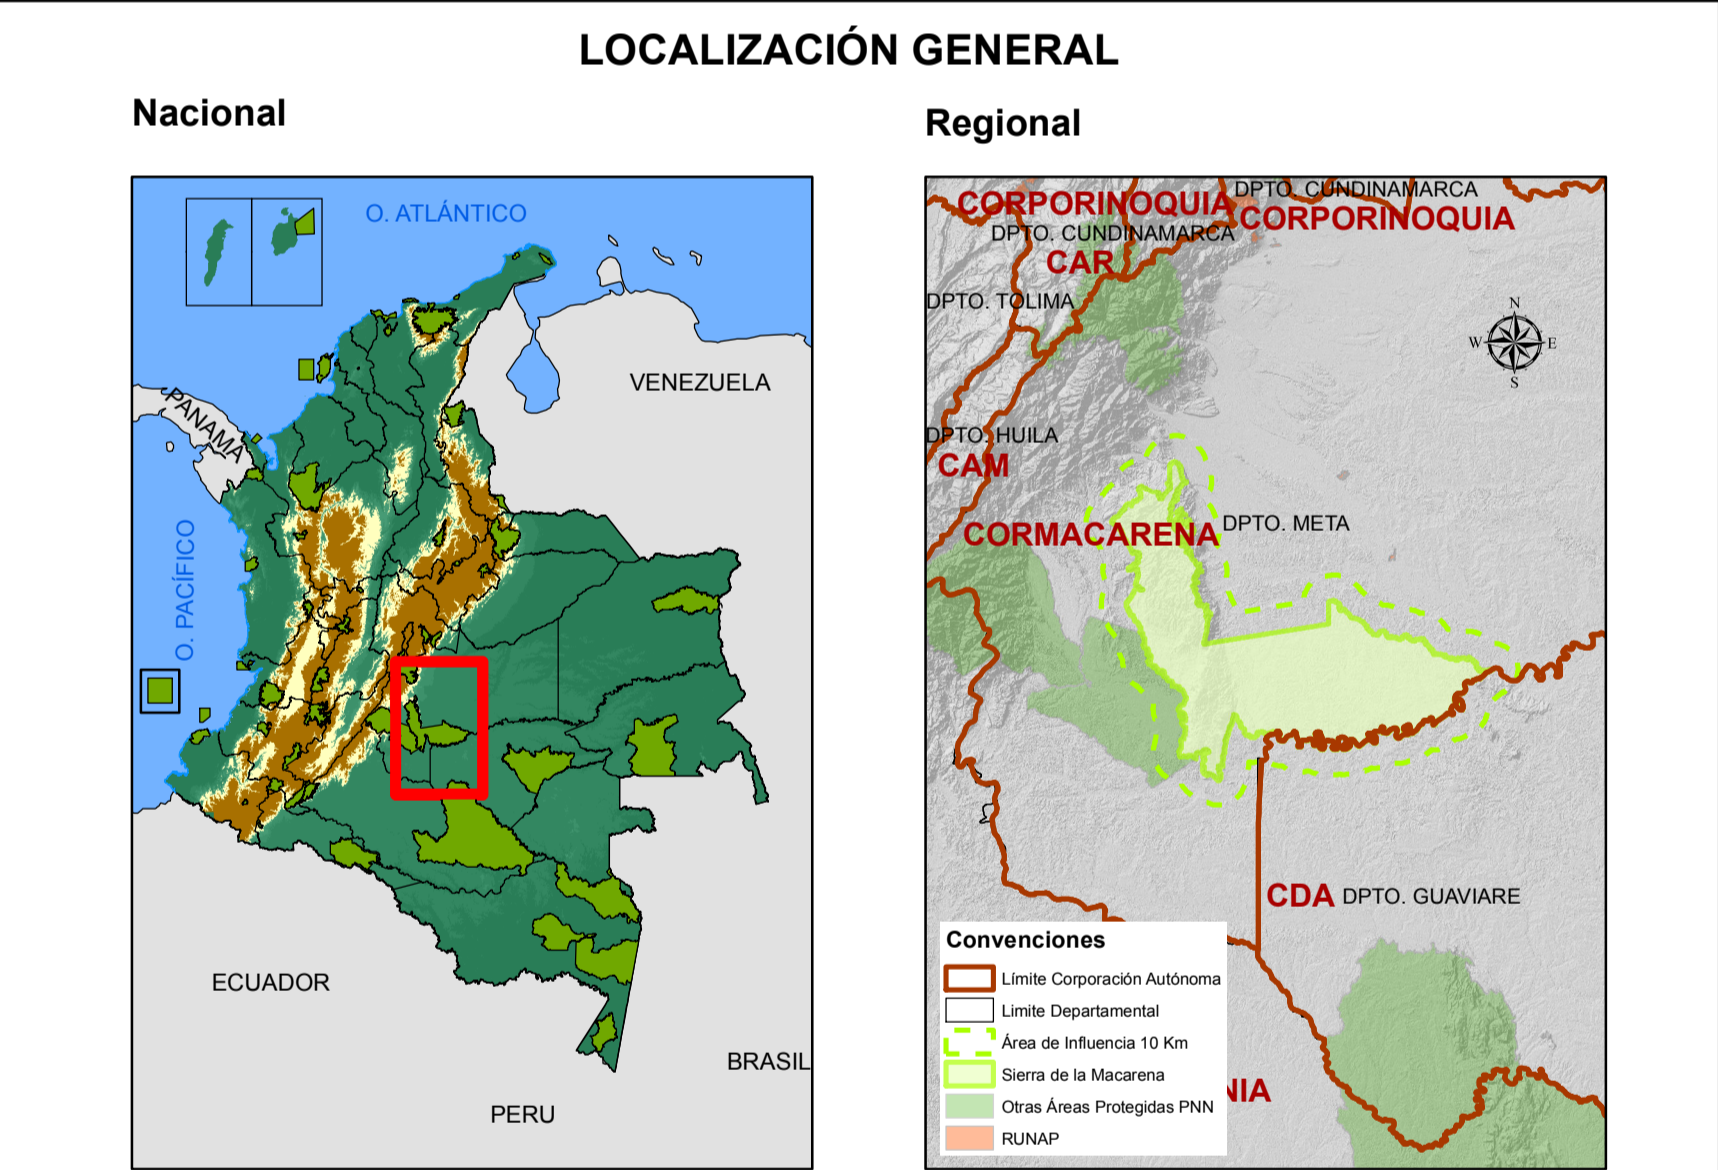 LOCALIZACIÓN GENERAL
Nacional
Regional
O. ATLÁNTICO
VENEZUELA
PANAMÁ
O. PACÍFICO
ECUADOR
BRASIL
PERU
DPTO. CUNDINAMARCA
CORPORINOQUIA
CORPORINOQUIA
DPTO. CUNDINAMARCA
CAR
DPTO. TOLIMA
N
W
E
S
DPTO. HUILA
CAM
CORMACARENA
DPTO. META
CDA
DPTO. GUAVIARE
NIA
Convenciones
Límite Corporación Autónoma
Limite Departamental
Área de Influencia 10 Km
Sierra de la Macarena
Otras Áreas Protegidas PNN
RUNAP